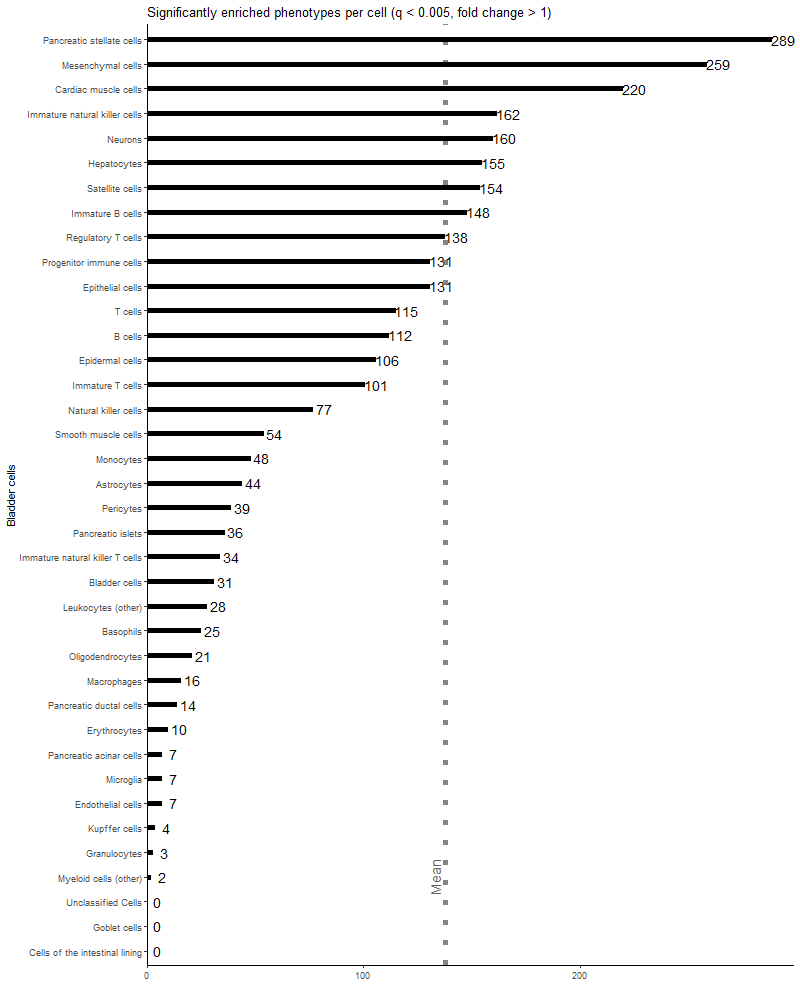 Significantly enriched phenotypes per cell (q < 0.005, fold change > 1)
Pancreatic stellate cells 289
Mesenchymal cells 259
Cardiac muscle cells 220
Immature natural killer cells 162
Neurons 160
Hepatocytes 155
Satellite cells 154
Immature B cells 148
Regulatory T cells 138
Progenitor immune cells 131
Epithelial cells 131
T cells 115
B cells 112
Epidermal cells 106
Immature T cells 101
Natural killer cells 77
Smooth muscle cells 54
Monocytes 48
Astrocytes 44
Pericytes 39
Pancreatic islets 36
Immature natural killer T cells 34
Bladder cells 31
Leukocytes (other) 28
Basophils 25
Oligodendrocytes 21
Macrophages 16
Pancreatic ductal cells 14
Erythrocytes 10
Pancreatic acinar cells 7
Microglia 7
Endothelial cells 7
Kupffer cells 4
Granulocytes 3
Myeloid cells (other) 2
Unclassified Cells 0
Goblet cells 0
Cells of the intestinal lining 0
Bladder cells
Mean
0 100 200